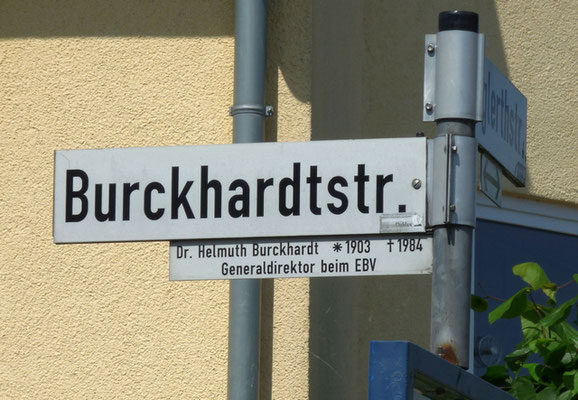 Burckhardtstr.
Dr. Helmuth Burckhardt *1903 †1984
Generaldirektor beim EBV